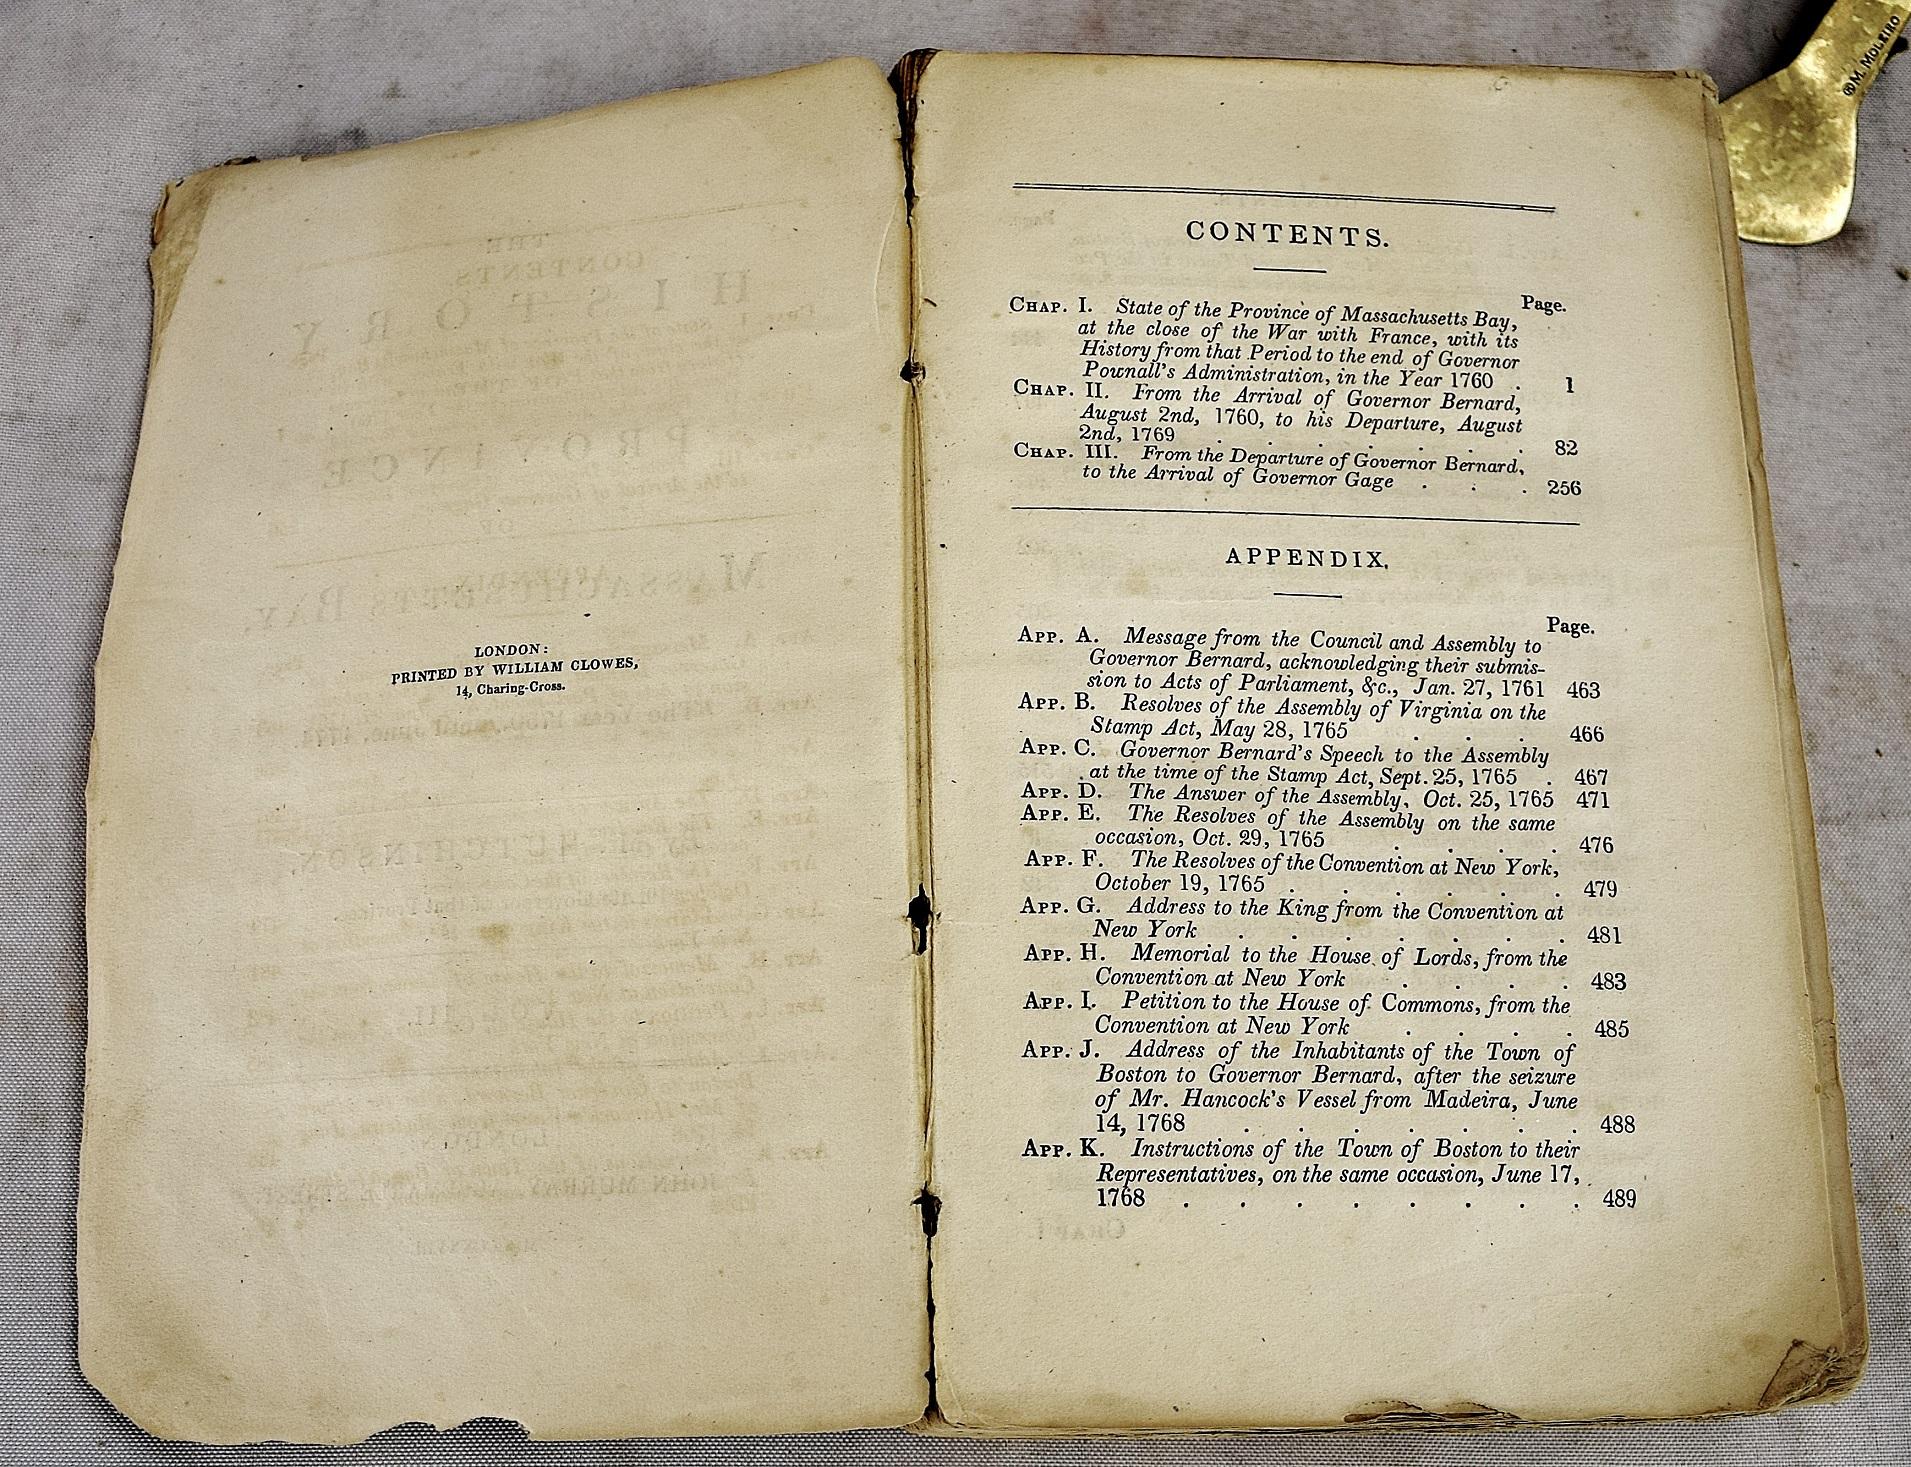 LONDON:
PRINTED BY WILLIAM CLOWES,
14, Charing-Cross.
CONTENTS.
Page.
CHAP. I. State of the Province of Massachusetts Bay,
at the close of the War with France, with its
History from that Period to the end of Governor
Pownall's Administration, in the Year 1760 . 1
CHAP. II. From the Arrival of Governor Bernard,
August 2nd, 1760, to his Departure, August
2nd, 1769 . . . . . 82
CHAP. III. From the Departure of Governor Bernard,
to the Arrival of Governor Gage . . . 256
APPENDIX.
Page.
APP. A. Message from the Council and Assembly to
Governor Bernard, acknowledging their submis-
sion to Acts of Parliament, &c., Jan. 27, 1761 463
APP. B. Resolves of the Assembly of Virginia on the
Stamp Act, May 28, 1765 . . . 466
APP. C. Governor Bernard's Speech to the Assembly
at the time of the Stamp Act, Sept. 25, 1765 . 467
APP. D. The Answer of the Assembly, Oct. 25, 1765 471
APP. E. The Resolves of the Assembly on the same
occasion, Oct. 29, 1765 . . . . 476
APP. F. The Resolves of the Convention at New York,
October 19, 1765 . . . . . . 479
APP. G. Address to the King from the Convention at
New York . . . . . . . 481
APP. H. Memorial to the House of Lords, from the
Convention at New York . . . . 483
APP. I. Petition to the House of Commons, from the
Convention at New York . . . . 485
APP. J. Address of the Inhabitants of the Town of
Boston to Governor Bernard, after the seizure
of Mr. Hancock's Vessel from Madeira, June
14, 1768 . . . . . . . 488
APP. K. Instructions of the Town of Boston to their
Representatives, on the same occasion, June 17,
1768 . . . . . . . . 489
M. MOLEIRO